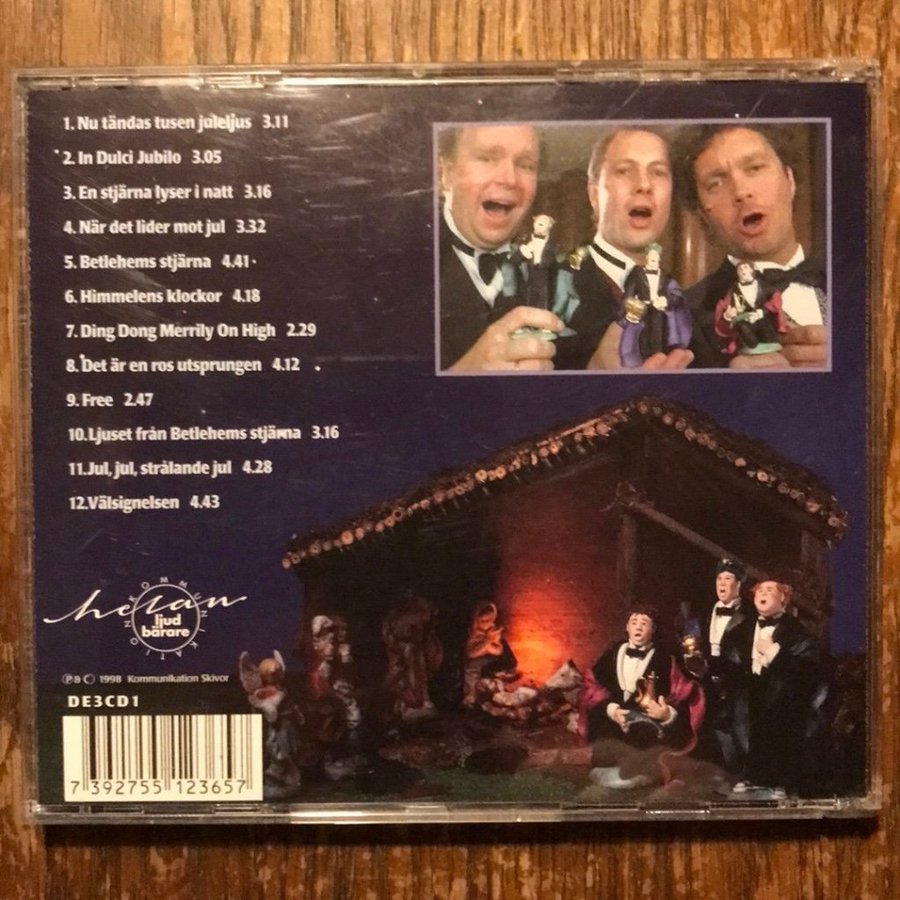 1. Nu tändas tusen juleljus 3.11
2. In Dulci Jubilo 3.05
3. En stjärna lyser i natt 3.16
4. När det lider mot jul 3.32
5. Betlehems stjärna 4.41
6. Himmelens klockor 4.18
7. Ding Dong Merrily On High 2.29
8. Det är en ros utsprungen 4.12
9. Free 2.47
10.Ljuset från Betlehems stjärna 3.16
11.Jul, jul, strålande jul 4.28
12.Välsignelsen 4.43
KOMMUNIKATION
helan
ljud
bärare
℗ & © 1998 Kommunikation Skivor
DE3CD1
7 392755 123657